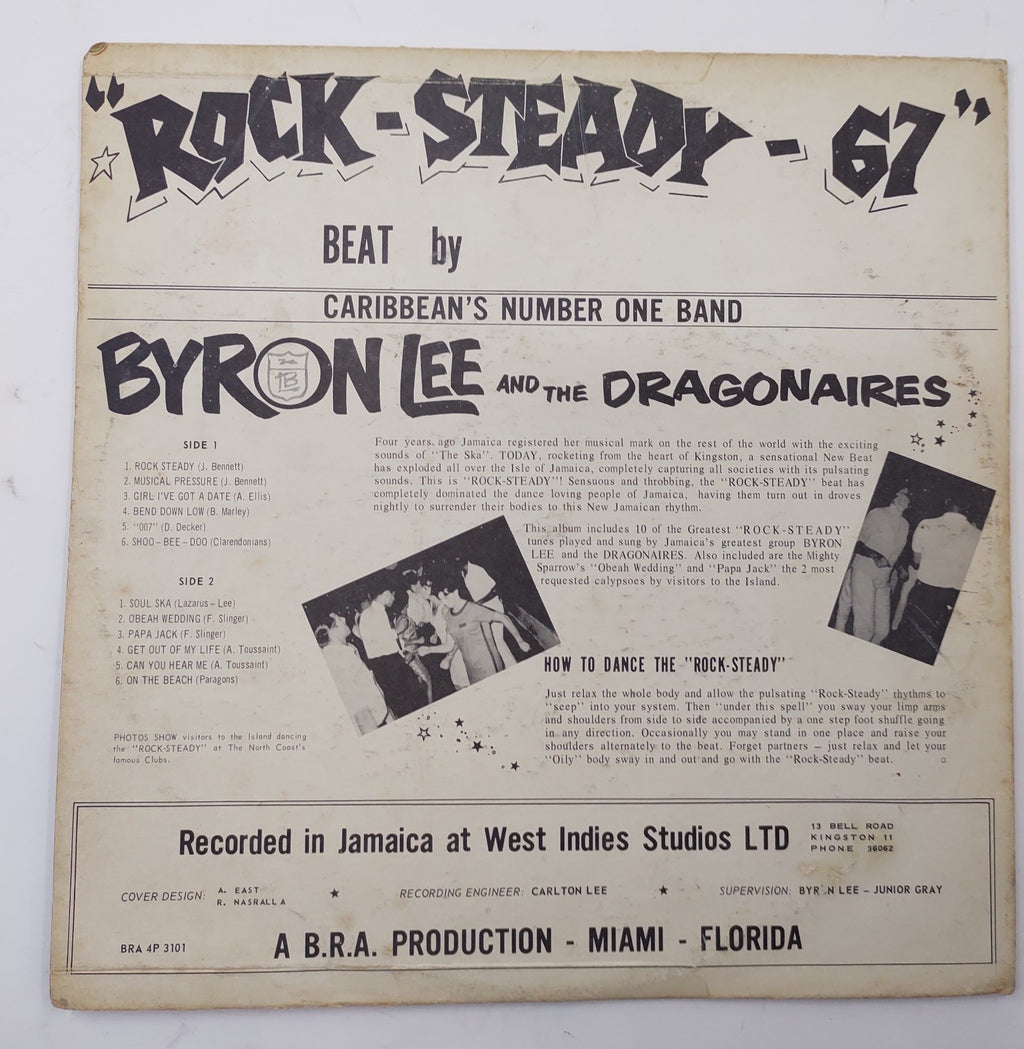 "ROCK-STEADY-67"
BEAT by
CARIBBEAN'S NUMBER ONE BAND
BYRON LEE AND THE DRAGONAIRES
SIDE 1
1. ROCK STEADY (J. Bennett)
2. MUSICAL PRESSURE (J. Bennett)
3. GIRL I'VE GOT A DATE (A. Ellis)
4. BEND DOWN LOW (B. Marley)
5. "007" (D. Decker)
6. SHOO-BEE-DOO (Clarendonians)
SIDE 2
1. SOUL SKA (Lazarus-Lee)
2. OBEAH WEDDING (F. Slinger)
3. PAPA JACK (F. Slinger)
4. GET OUT OF MY LIFE (A. Toussaint)
5. CAN YOU HEAR ME (A. Toussaint)
6. ON THE BEACH (Paragons)
PHOTOS SHOW visitors to the Island dancing
the "ROCK-STEADY" at The North Coast's
famous Clubs.
Four years ago Jamaica registered her musical mark on the rest of the world with the exciting
sounds of "The Ska". TODAY, rocketing from the heart of Kingston, a sensational New Beat
has exploded all over the Isle of Jamaica, completely capturing all societies with its pulsating
sounds. This is "ROCK-STEADY"! Sensuous and throbbing, the "ROCK-STEADY" beat has
completely dominated the dance loving people of Jamaica, having them turn out in droves
nightly to surrender their bodies to this New Jamaican rhythm.
This album includes 10 of the Greatest "ROCK-STEADY"
tunes played and sung by Jamaica's greatest group BYRON
LEE and the DRAGONAIRES. Also included are the Mighty
Sparrow's "Obeah Wedding" and "Papa Jack" the 2 most
requested calypsoes by visitors to the Island.
HOW TO DANCE THE "ROCK-STEADY"
Just relax the whole body and allow the pulsating "Rock-Steady" rhythms to
"seep" into your system. Then "under this spell" you sway your limp arms
and shoulders from side to side accompanied by a one step foot shuffle going
in any direction. Occasionally you may stand in one place and raise your
shoulders alternately to the beat. Forget partners – just relax and let your
"Oily" body sway in and out and go with the "Rock-Steady" beat.
Recorded in Jamaica at West Indies Studios LTD
13 BELL ROAD
KINGSTON 11
PHONE 36062
COVER DESIGN: A. EAST
R. NASRALLA
RECORDING ENGINEER: CARLTON LEE
SUPERVISION: BYR N LEE – JUNIOR GRAY
BRA 4P 3101
A B.R.A. PRODUCTION - MIAMI - FLORIDA